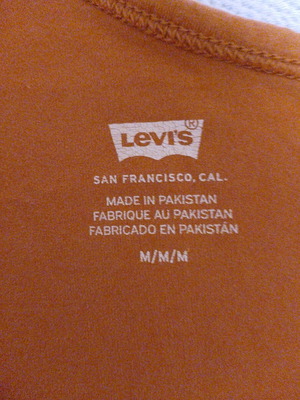 LEVI'S ®
SAN FRANCISCO, CAL.
MADE IN PAKISTAN
FABRIQUE AU PAKISTAN
FABRICADO EN PAKISTÁN
M/M/M